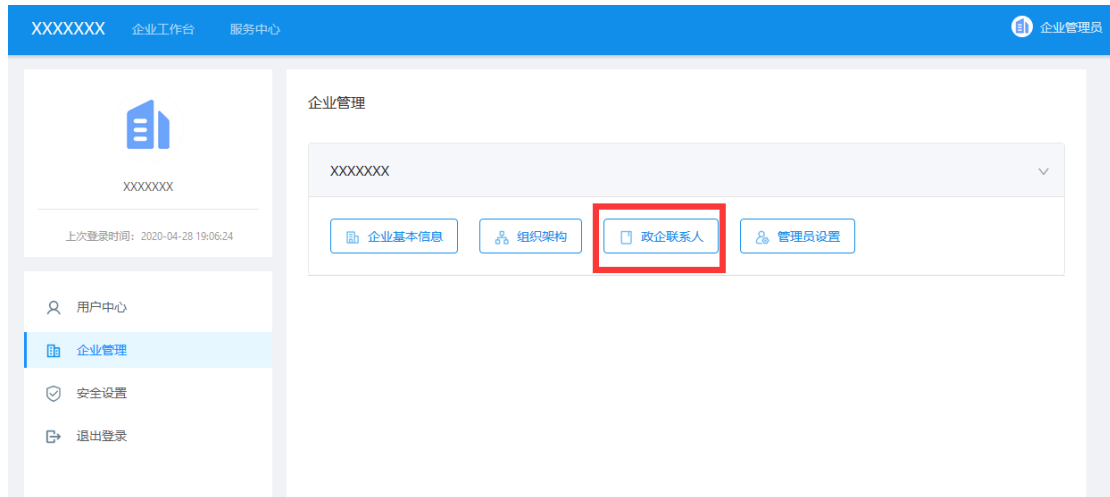 XXXXXXX 企业工作台 服务中心 企业管理员
XXXXXXX
上次登录时间：2020-04-28 19:06:24
用户中心
企业管理
安全设置
退出登录
企业管理
XXXXXXX
企业基本信息 组织架构 政企联系人 管理员设置